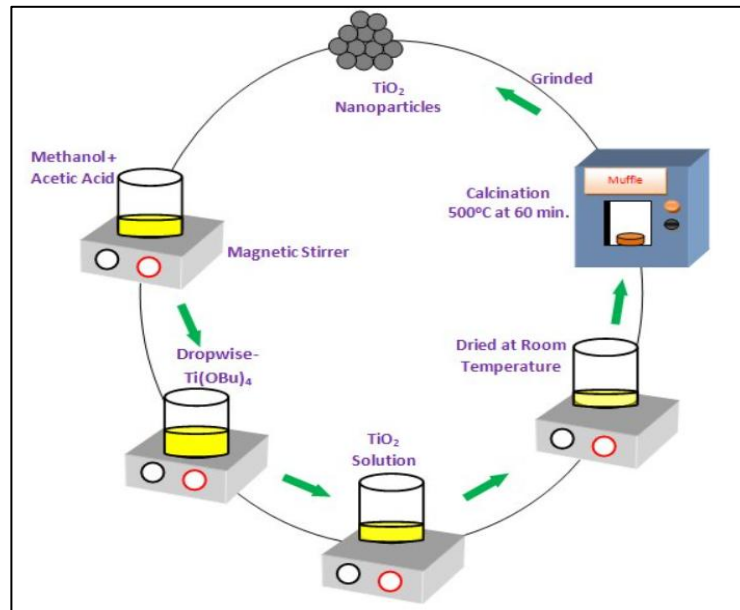 TiO₂
Nanoparticles
Grinded
Methanol+
Acetic Acid
Magnetic Stirrer
Muffle
Calcination
500°C at 60 min.
Dropwise-
Ti(OBu)₄
TiO₂
Solution
Dried at Room
Temperature